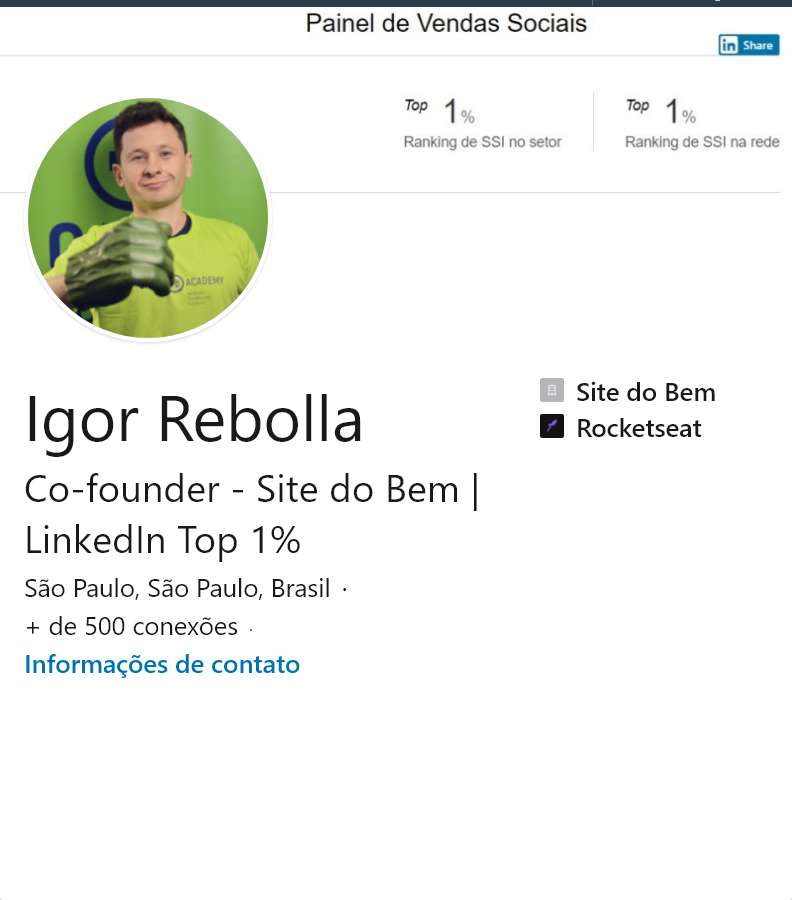 Painel de Vendas Sociais
in Share
Top 1%
Ranking de SSI no setor
Top 1%
Ranking de SSI na rede
ACADEMY
Igor Rebolla
Co-founder - Site do Bem |
LinkedIn Top 1%
São Paulo, São Paulo, Brasil ·
+ de 500 conexões ·
Informações de contato
Site do Bem
Rocketseat